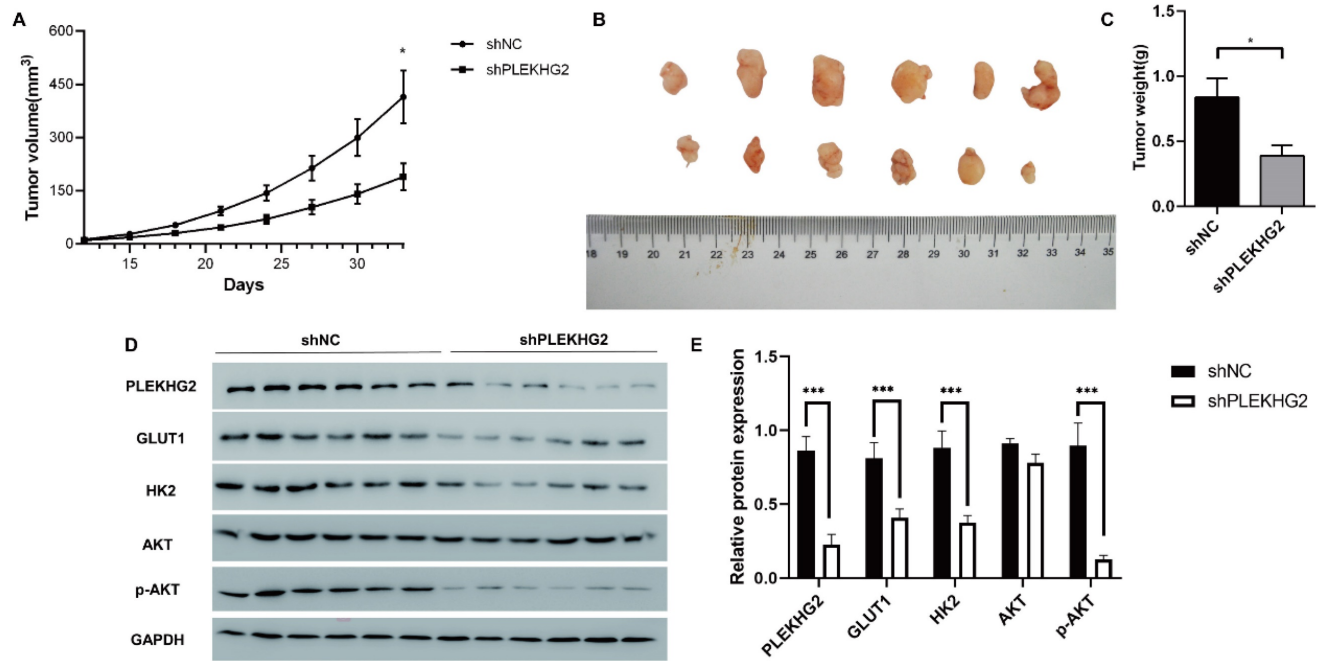 A
600
450
300
150
0
Tumor volume(mm³)
15 20 25 30
Days
*
shNC
shPLEKHG2
B
18 19 20 21 22 23 24 25 26 27 28 29 30 31 32 33 34 35
C
1.5
1.0
0.5
0.0
Tumor weight(g)
*
shNC
shPLEKHG2
D
shNC shPLEKHG2
PLEKHG2
GLUT1
HK2
AKT
p-AKT
GAPDH
E
1.5
1.0
0.5
0.0
Relative protein expression
*** *** *** ***
PLEKHG2 GLUT1 HK2 AKT p-AKT
shNC
shPLEKHG2